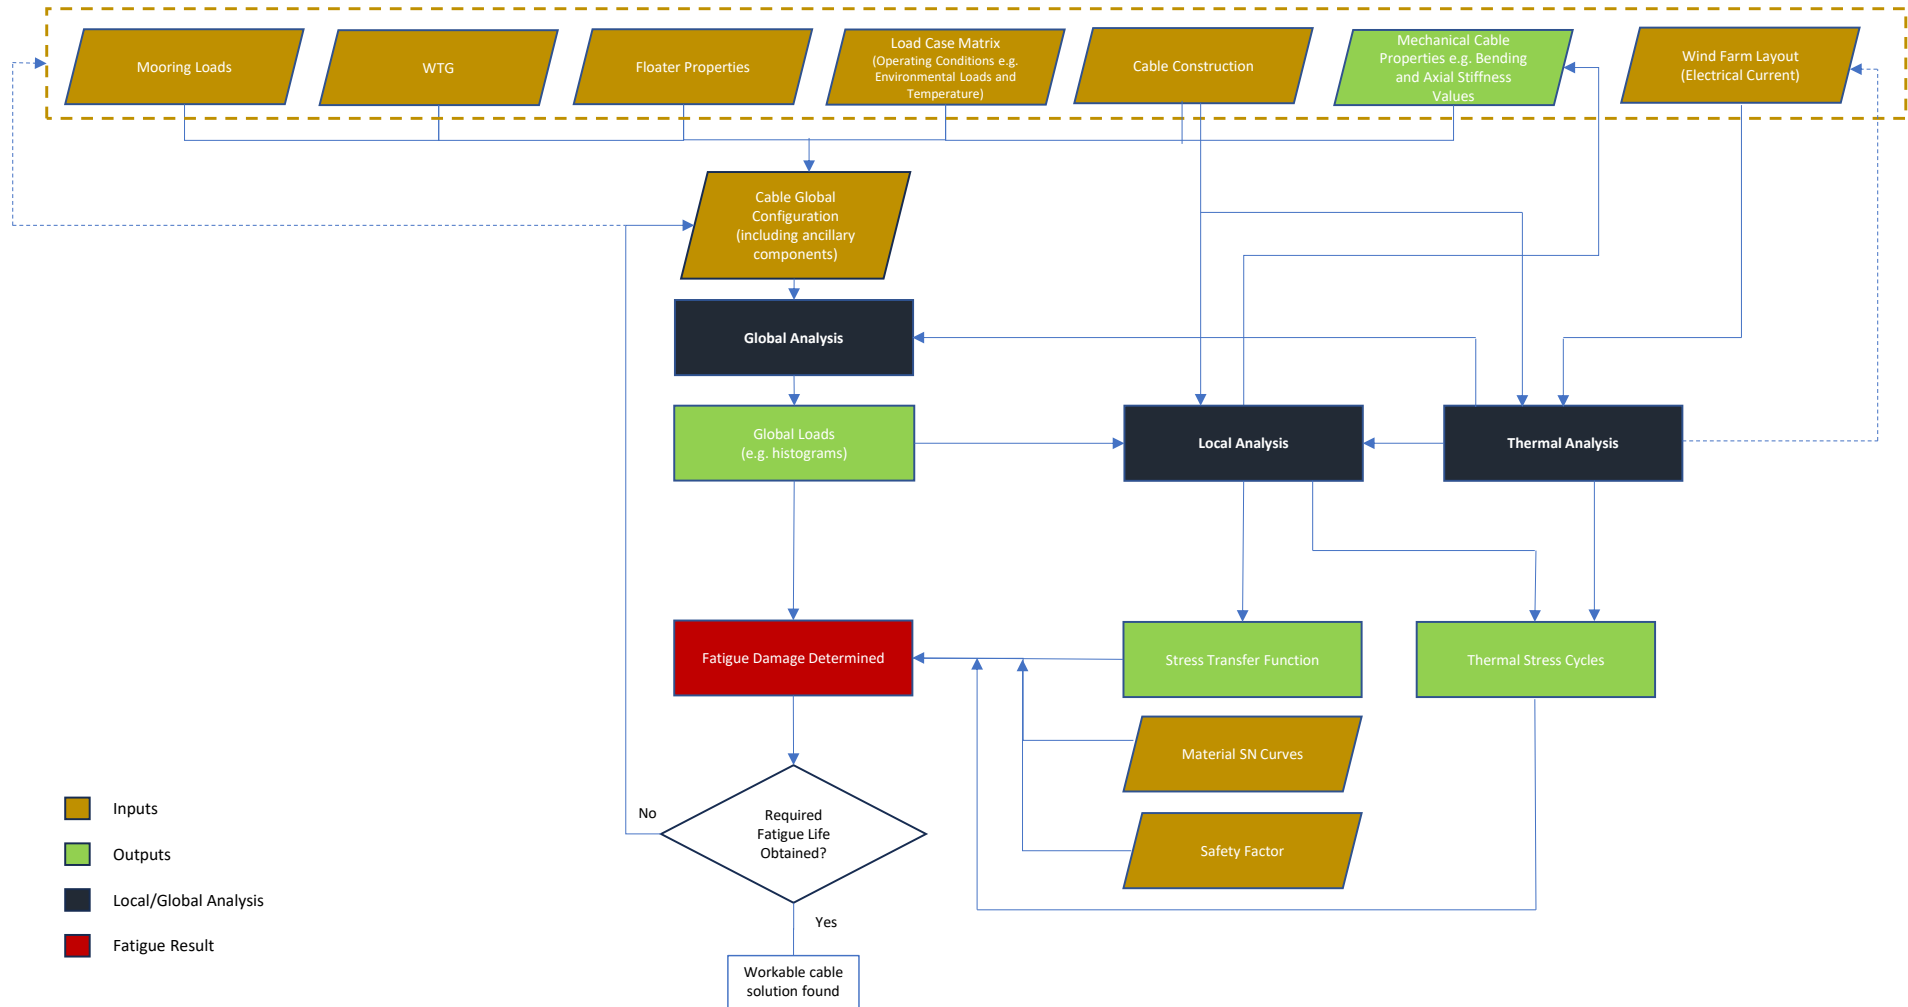 Mooring Loads
WTG
Floater Properties
Load Case Matrix
(Operating Conditions e.g.
Environmental Loads and
Temperature)
Cable Construction
Mechanical Cable
Properties e.g. Bending
and Axial Stiffness
Values
Wind Farm Layout
(Electrical Current)
Cable Global
Configuration
(including ancillary
components)
Global Analysis
Global Loads
(e.g. histograms)
Local Analysis
Thermal Analysis
Fatigue Damage Determined
Stress Transfer Function
Thermal Stress Cycles
Material SN Curves
Safety Factor
Required
Fatigue Life
Obtained?
No
Yes
Workable cable
solution found
Inputs
Outputs
Local/Global Analysis
Fatigue Result